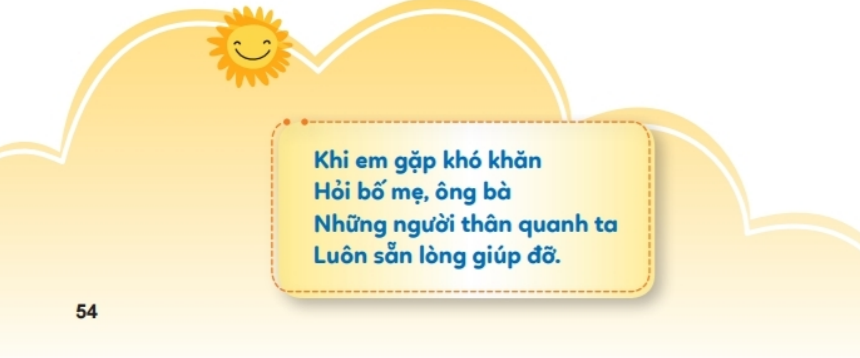 Khi em gặp khó khăn
Hỏi bố mẹ, ông bà
Những người thân quanh ta
Luôn sẵn lòng giúp đỡ.
54